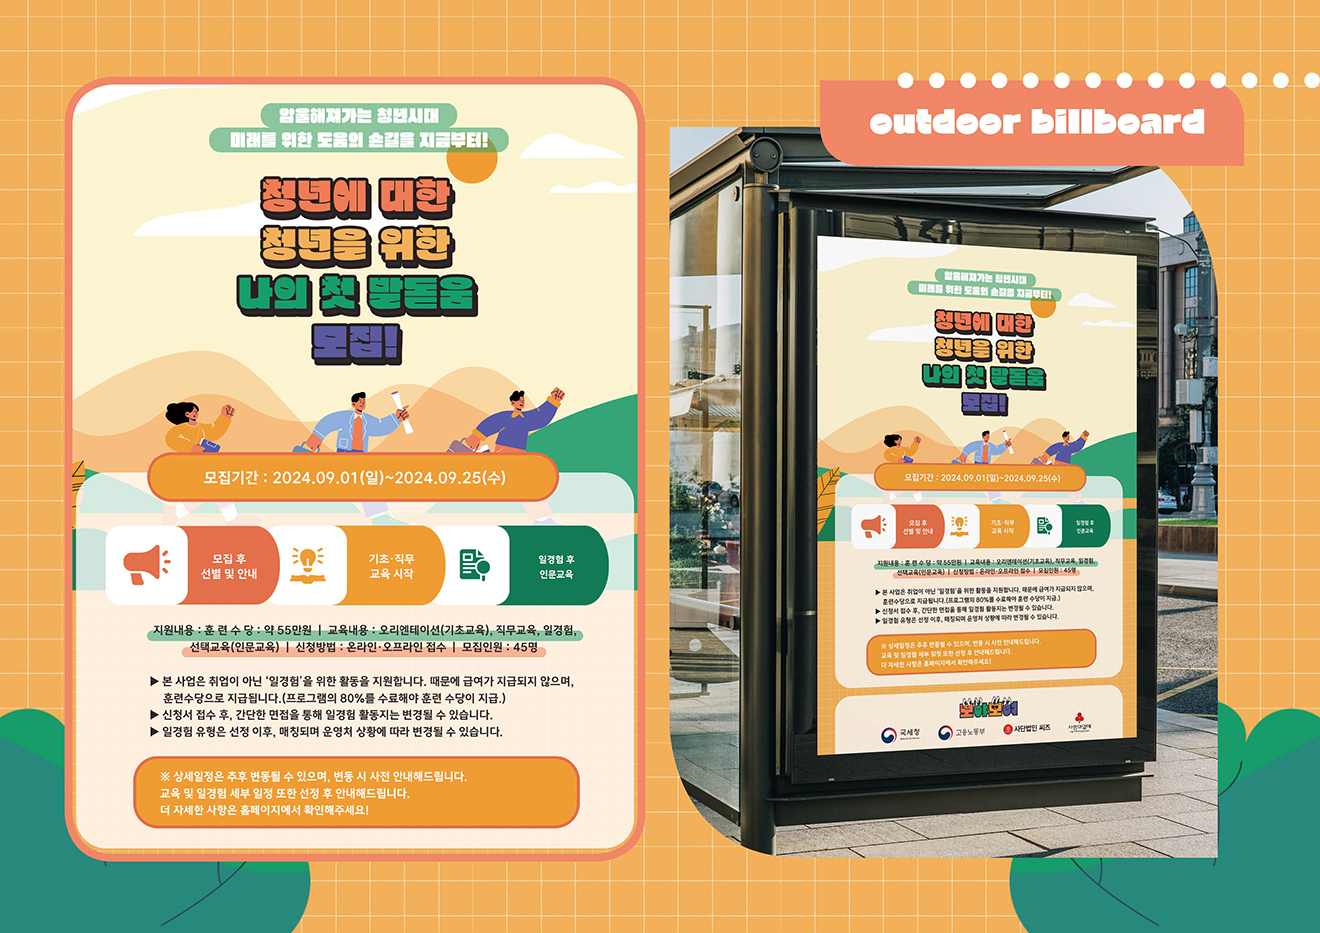 암울해져가는 청년시대
미래를 위한 도움의 손길을 지금부터!
청년에 대한
청년을 위한
나의 첫 발돋움
모집!
모집기간 : 2024.09.01(일)~2024.09.25(수)
모집 후
선별 및 안내
기초·직무
교육 시작
일경험 후
인문교육
지원내용 : 훈 련 수 당 : 약 55만원 | 교육내용 : 오리엔테이션(기초교육), 직무교육, 일경험,
선택교육(인문교육) | 신청방법 : 온라인·오프라인 접수 | 모집인원 : 45명
▶ 본 사업은 취업이 아닌 '일경험'을 위한 활동을 지원합니다. 때문에 급여가 지급되지 않으며,
훈련수당으로 지급됩니다.(프로그램의 80%를 수료해야 훈련 수당이 지급.)
▶ 신청서 접수 후, 간단한 면접을 통해 일경험 활동지는 변경될 수 있습니다.
▶ 일경험 유형은 선정 이후, 매칭되며 운영처 상황에 따라 변경될 수 있습니다.
※ 상세일정은 추후 변동될 수 있으며, 변동 시 사전 안내해드립니다.
교육 및 일경험 세부 일정 또한 선정 후 안내해드립니다.
더 자세한 사항은 홈페이지에서 확인해주세요!
outdoor billboard
암울해져가는 청년시대
미래를 위한 도움의 손길을 지금부터!
청년에 대한
청년을 위한
나의 첫 발돋움
모집!
모집기간 : 2024.09.01(일)~2024.09.25(수)
모집 후
선별 및 안내
기초·직무
교육 시작
일경험 후
인문교육
지원내용 : 훈 련 수 당 : 약 55만원 | 교육내용 : 오리엔테이션(기초교육), 직무교육, 일경험,
선택교육(인문교육) | 신청방법 : 온라인·오프라인 접수 | 모집인원 : 45명
▶ 본 사업은 취업이 아닌 '일경험'을 위한 활동을 지원합니다. 때문에 급여가 지급되지 않으며,
훈련수당으로 지급됩니다.(프로그램의 80%를 수료해야 훈련 수당이 지급.)
▶ 신청서 접수 후, 간단한 면접을 통해 일경험 활동지는 변경될 수 있습니다.
▶ 일경험 유형은 선정 이후, 매칭되며 운영처 상황에 따라 변경될 수 있습니다.
※ 상세일정은 추후 변동될 수 있으며, 변동 시 사전 안내해드립니다.
교육 및 일경험 세부 일정 또한 선정 후 안내해드립니다.
더 자세한 사항은 홈페이지에서 확인해주세요!
모아모여
국세청
고용노동부
사단법인 씨즈
사랑의열매